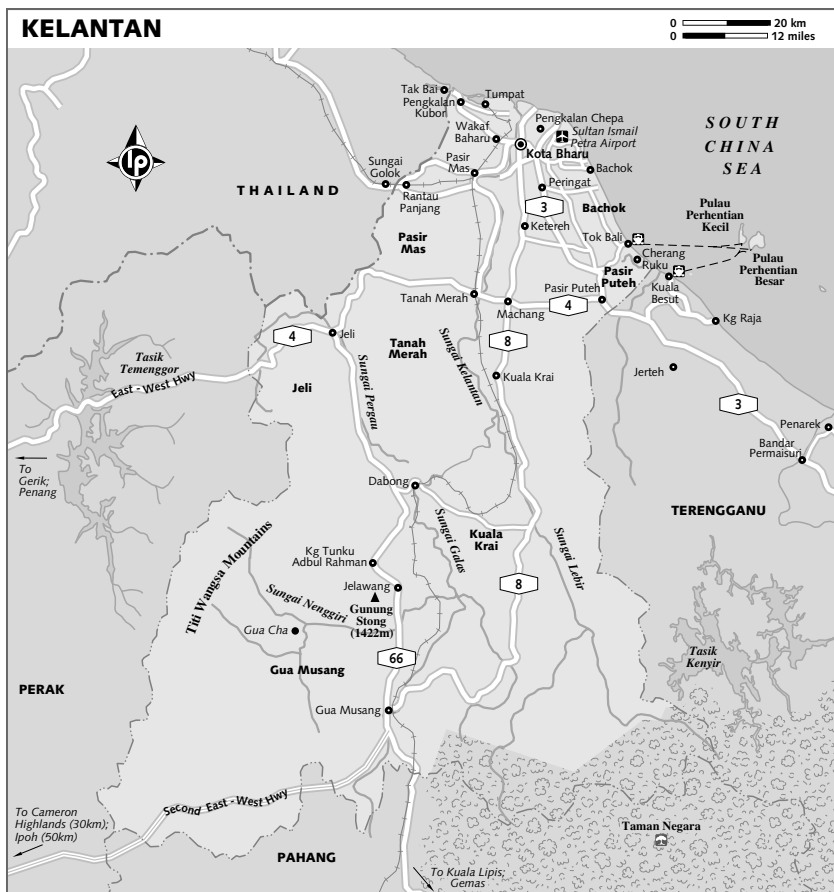 KELANTAN
0 20 km
0 12 miles
Tak Bai
Tumpat
Pengkalan
Kubor
Pengkalan Chepa
Wakaf
Baharu
Sultan Ismail
Petra Airport
Kota Bharu
SOUTH
CHINA
SEA
lp
THAILAND
Sungai
Golok
Pasir
Mas
Bachok
Rantau
Panjang
Peringat
3
Bachok
Pulau
Perhentian
Kecil
Pasir
Mas
Ketereh
Tok Bali
Cherang
Ruku
Pulau
Perhentian
Besar
Pasir
Puteh
Tanah Merah
Pasir Puteh
Kuala
Besut
Machang
4
Kg Raja
4
Jeli
Tanah
Merah
8
Tasik
Temenggor
East - West Hwy
Jeli
Sungai Pergau
Sungai Kelantan
Kuala Krai
Jerteh
3
Penarek
Bandar
Permaisuri
To
Gerik;
Penang
Dabong
TERENGGANU
Titi Wangsa Mountains
Kg Tunku
Adbul Rahman
Sungai Galas
Kuala
Krai
Sungai Lebir
8
Jelawang
Sungai Nenggiri
Gunung
Stong
(1422m)
Gua Cha
Tasik
Kenyir
66
Gua Musang
PERAK
Gua Musang
Second East - West Hwy
To Cameron
Highlands (30km);
Ipoh (50km)
Taman Negara
PAHANG
To Kuala Lipis;
Gemas